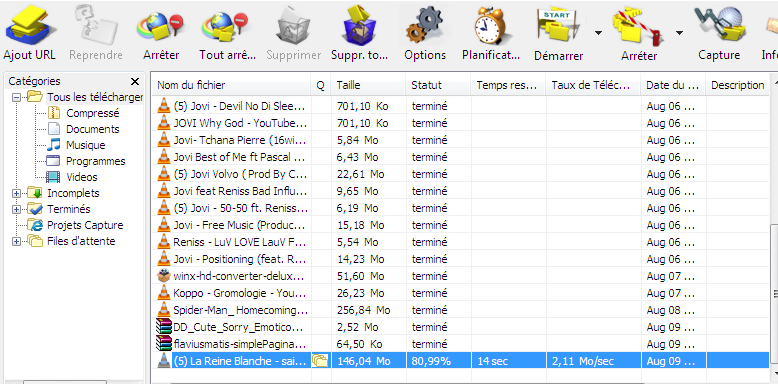 Ajout URL Reprendre Arrêter Tout arrê... Supprimer Suppr. to... Options Planificat... Démarrer Arrêter Capture Info
START
Catégories
Tous les télécharger
Compressé
Documents
Musique
Programmes
Videos
Incomplets
Terminés
Projets Capture
Files d'attente
Nom du fichier Q Taille Statut Temps res... Taux de Téléc... Date du ... Description
(5) Jovi - Devil No Di Slee... 701,10 Ko terminé Aug 06 ...
JOVI Why God - YouTube... 701,10 Ko terminé Aug 06 ...
Jovi- Tchana Pierre (16wi... 5,84 Mo terminé Aug 06 ...
Jovi Best of Me ft Pascal ... 6,43 Mo terminé Aug 06 ...
(5) Jovi Volvo ( Prod By C... 22,61 Mo terminé Aug 06 ...
Jovi feat Reniss Bad Influ... 9,65 Mo terminé Aug 06 ...
(5) Jovi - 50-50 ft. Reniss... 6,19 Mo terminé Aug 06 ...
Jovi - Free Music (Produc... 15,18 Mo terminé Aug 06 ...
Reniss - LuV LOVE LauV F... 5,54 Mo terminé Aug 06 ...
Jovi - Positioning (feat. R... 14,23 Mo terminé Aug 06 ...
winx-hd-converter-delux... 51,60 Mo terminé Aug 07 ...
Koppo - Gromologie - You... 26,23 Mo terminé Aug 07 ...
Spider-Man_ Homecoming... 256,84 Mo terminé Aug 08 ...
DD_Cute_Sorry_Emotico... 2,52 Mo terminé Aug 09 ...
flaviusmatis-simplePagina... 64,50 Ko terminé Aug 09 ...
(5) La Reine Blanche - sai... 146,04 Mo 80,99% 14 sec 2,11 Mo/sec Aug 09 ...